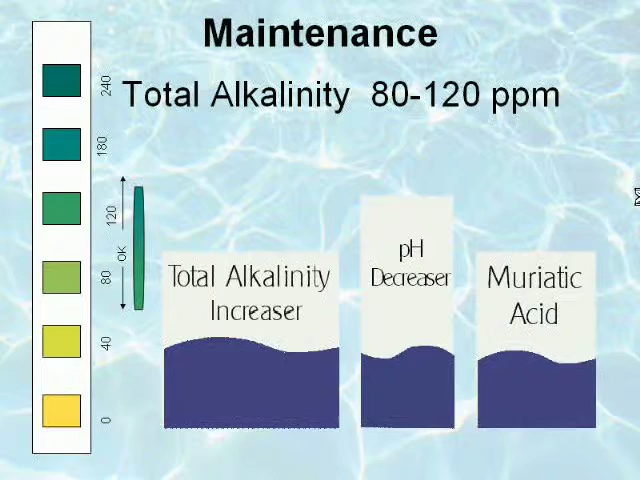 Maintenance
Total Alkalinity 80-120 ppm
240
180
120
OK
80
40
0
Total Alkalinity
Increaser
pH
Decreaser
Muriatic
Acid